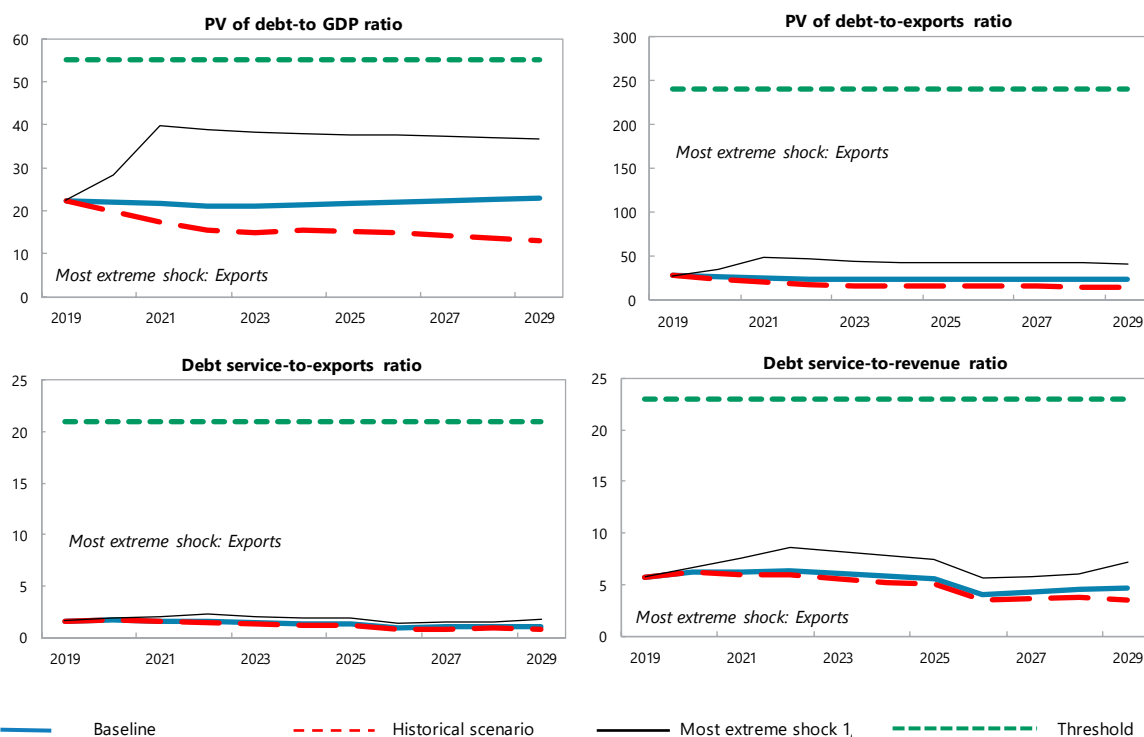 PV of debt-to GDP ratio
60
50
40
30
20
10
0
Most extreme shock: Exports
2019 2021 2023 2025 2027 2029
PV of debt-to-exports ratio
300
250
200
150
100
50
0
Most extreme shock: Exports
2019 2021 2023 2025 2027 2029
Debt service-to-exports ratio
25
20
15
10
5
0
Most extreme shock: Exports
2019 2021 2023 2025 2027 2029
Debt service-to-revenue ratio
25
20
15
10
5
0
Most extreme shock: Exports
2019 2021 2023 2025 2027 2029
Baseline Historical scenario Most extreme shock 1, Threshold